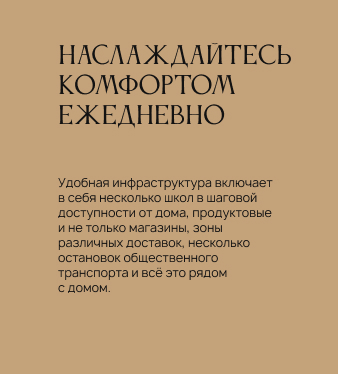 НАСЛАЖДАЙТЕСЬ
КОМФОРТОМ
ЕЖЕДНЕВНО
Удобная инфраструктура включает
в себя несколько школ в шаговой
доступности от дома, продуктовые
и не только магазины, зоны
различных доставок, несколько
остановок общественного
транспорта и всё это рядом
с домом.